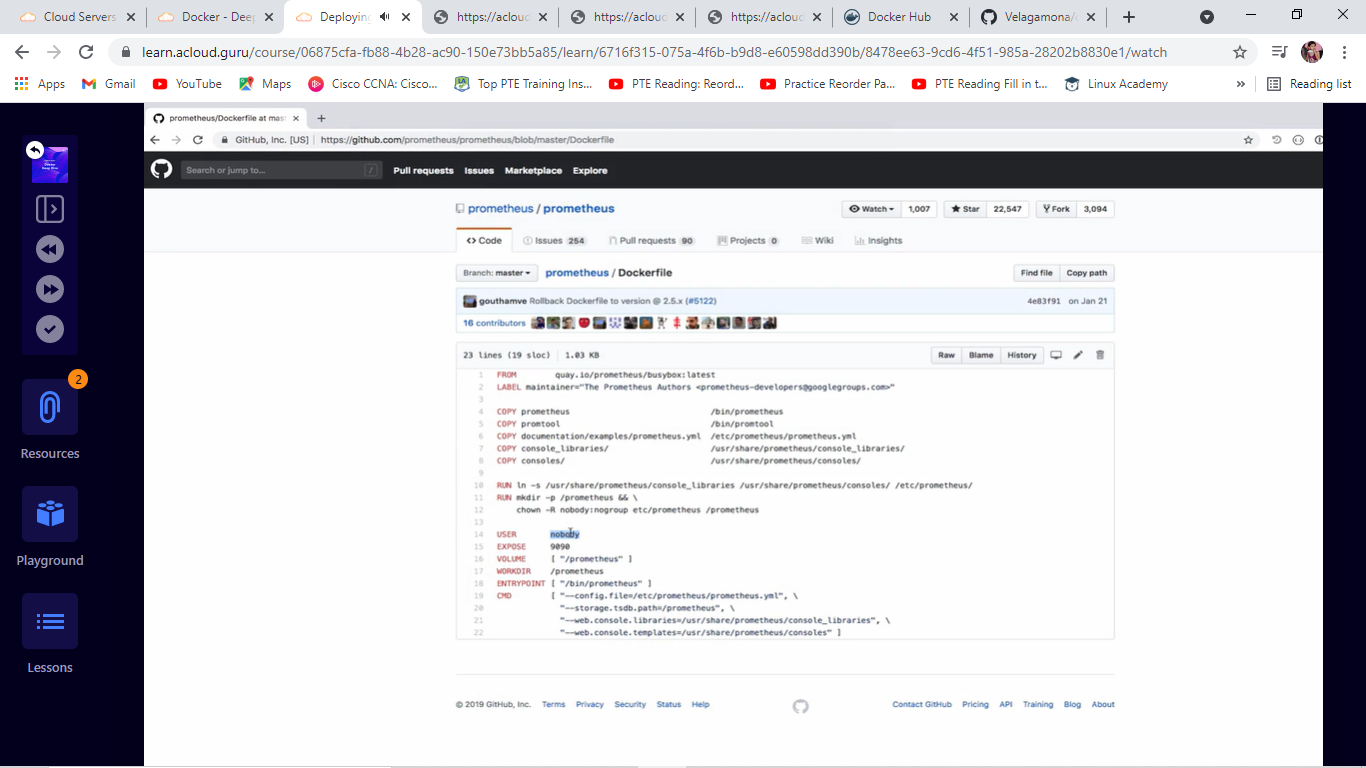 Cloud Servers
Docker - Deep
Deploying
https://acloud
https://acloud
https://acloud
Docker Hub
Velagamona/
learn.acloud.guru/course/06875cfa-fb88-4b28-ac90-150e73bb5a85/learn/6716f315-075a-4f6b-b9d8-e60598dd390b/8478ee63-9cd6-4f51-985a-28202b8830e1/watch
Apps
Gmail
YouTube
Maps
Cisco CCNA: Cisco...
Top PTE Training Ins...
PTE Reading: Reord...
Practice Reorder Pa...
PTE Reading Fill in t...
Linux Academy
»
Reading list
prometheus/Dockerfile at mas
GitHub, Inc. [US] https://github.com/prometheus/prometheus/blob/master/Dockerfile
Docker
Deep Dive
2
Resources
Playground
Lessons
Search or jump to... /
Pull requests Issues Marketplace Explore
prometheus / prometheus
Watch 1,007 Star 22,547 Fork 3,094
Code Issues 254 Pull requests 90 Projects 0 Wiki Insights
Branch: master prometheus / Dockerfile Find file Copy path
gouthamve Rollback Dockerfile to version @ 2.5.x (#5122) 4e83f91 on Jan 21
16 contributors
23 lines (19 sloc) 1.03 KB Raw Blame History
1 FROM quay.io/prometheus/busybox:latest
2 LABEL maintainer="The Prometheus Authors <prometheus-developers@googlegroups.com>"
3
4 COPY prometheus /bin/prometheus
5 COPY promtool /bin/promtool
6 COPY documentation/examples/prometheus.yml /etc/prometheus/prometheus.yml
7 COPY console_libraries/ /usr/share/prometheus/console_libraries/
8 COPY consoles/ /usr/share/prometheus/consoles/
9
10 RUN ln -s /usr/share/prometheus/console_libraries /usr/share/prometheus/consoles/ /etc/prometheus/
11 RUN mkdir -p /prometheus && \
12 chown -R nobody:nogroup etc/prometheus /prometheus
13
14 USER nobody
15 EXPOSE 9090
16 VOLUME [ "/prometheus" ]
17 WORKDIR /prometheus
18 ENTRYPOINT [ "/bin/prometheus" ]
19 CMD [ "--config.file=/etc/prometheus/prometheus.yml", \
20 "--storage.tsdb.path=/prometheus", \
21 "--web.console.libraries=/usr/share/prometheus/console_libraries", \
22 "--web.console.templates=/usr/share/prometheus/consoles" ]
© 2019 GitHub, Inc. Terms Privacy Security Status Help
Contact GitHub Pricing API Training Blog About